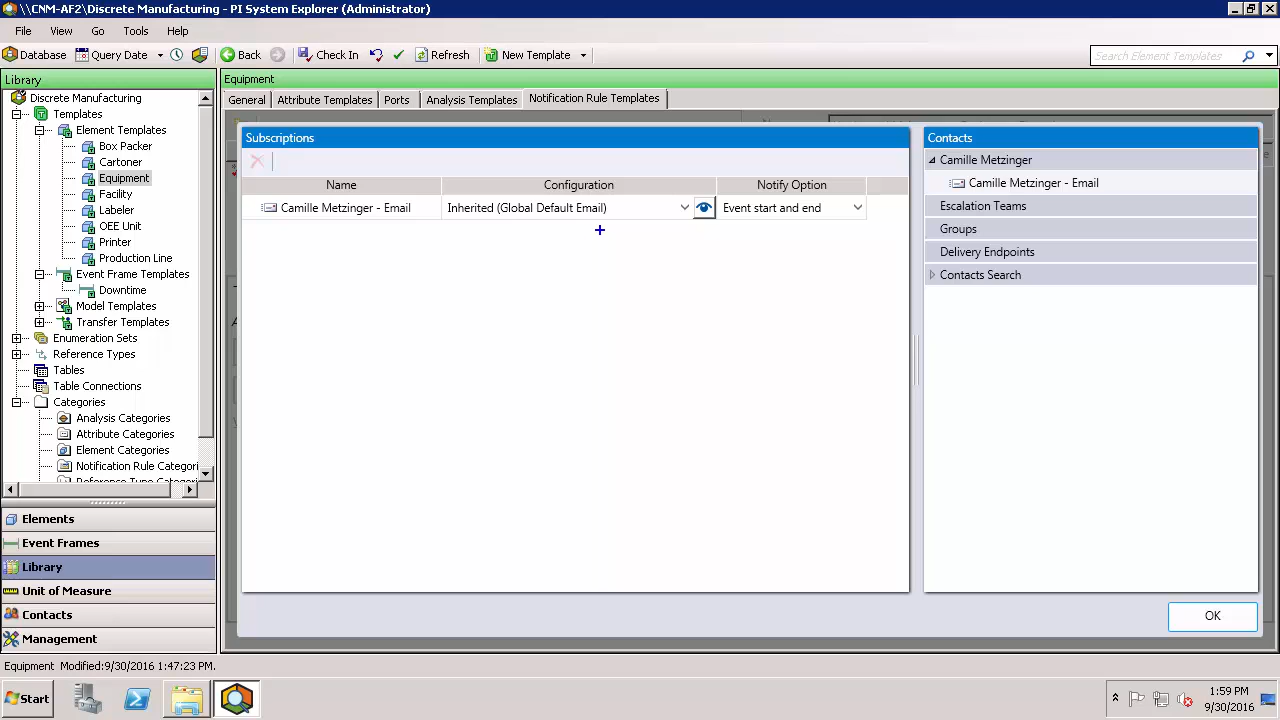 \\CNM-AF2\Discrete Manufacturing - PI System Explorer (Administrator)
File View Go Tools Help
Database Query Date Back Check In Refresh New Template Search Element Templates
Library
Discrete Manufacturing
Templates
Element Templates
Box Packer
Cartoner
Equipment
Facility
Labeler
OEE Unit
Printer
Production Line
Event Frame Templates
Downtime
Model Templates
Transfer Templates
Enumeration Sets
Reference Types
Tables
Table Connections
Categories
Analysis Categories
Attribute Categories
Element Categories
Notification Rule Categori
Elements
Event Frames
Library
Unit of Measure
Contacts
Management
Equipment
General Attribute Templates Ports Analysis Templates Notification Rule Templates
Subscriptions
Name Configuration Notify Option
Camille Metzinger - Email Inherited (Global Default Email) Event start and end
Contacts
Camille Metzinger
Camille Metzinger - Email
Escalation Teams
Groups
Delivery Endpoints
Contacts Search
OK
Equipment Modified:9/30/2016 1:47:23 PM.
Start
1:59 PM
9/30/2016